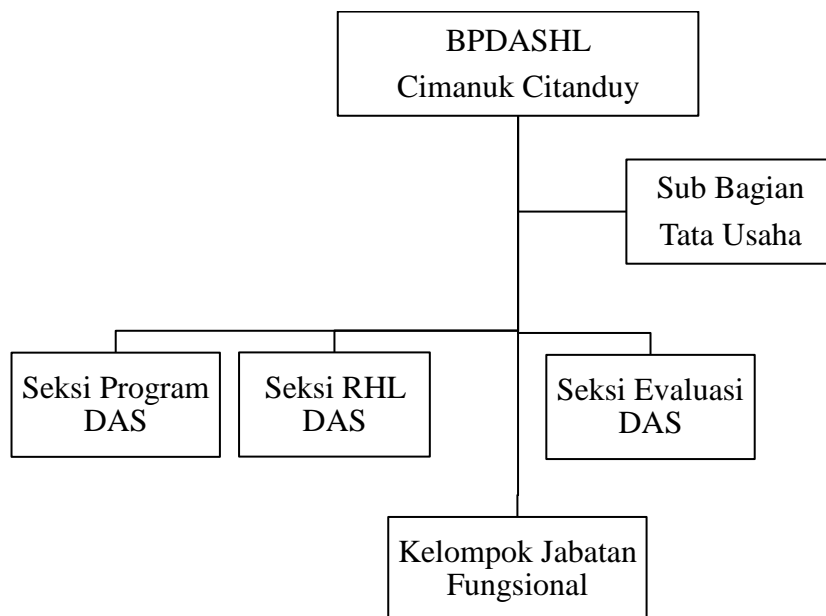 BPDASHL
Cimanuk Citanduy
Sub Bagian
Tata Usaha
Seksi Program
DAS
Seksi RHL
DAS
Seksi Evaluasi
DAS
Kelompok Jabatan
Fungsional